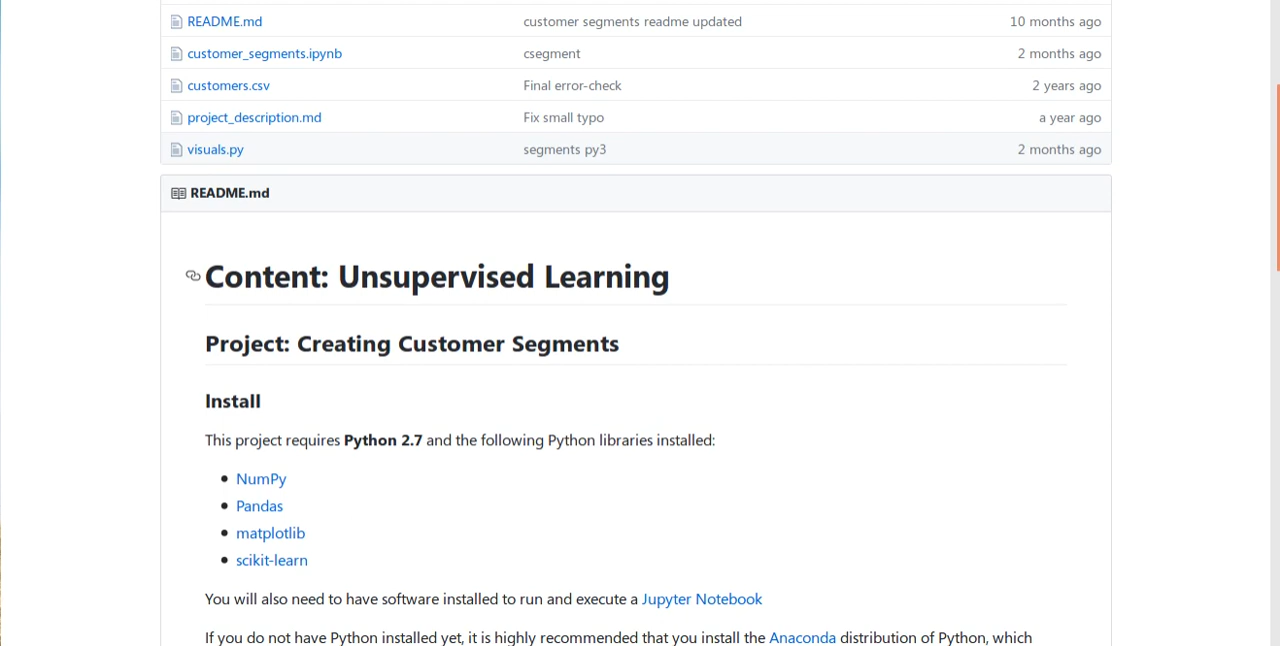 README.md customer segments readme updated 10 months ago
customer_segments.ipynb csegment 2 months ago
customers.csv Final error-check 2 years ago
project_description.md Fix small typo a year ago
visuals.py segments py3 2 months ago
README.md
Content: Unsupervised Learning
Project: Creating Customer Segments
Install
This project requires Python 2.7 and the following Python libraries installed:
NumPy
Pandas
matplotlib
scikit-learn
You will also need to have software installed to run and execute a Jupyter Notebook
If you do not have Python installed yet, it is highly recommended that you install the Anaconda distribution of Python, which